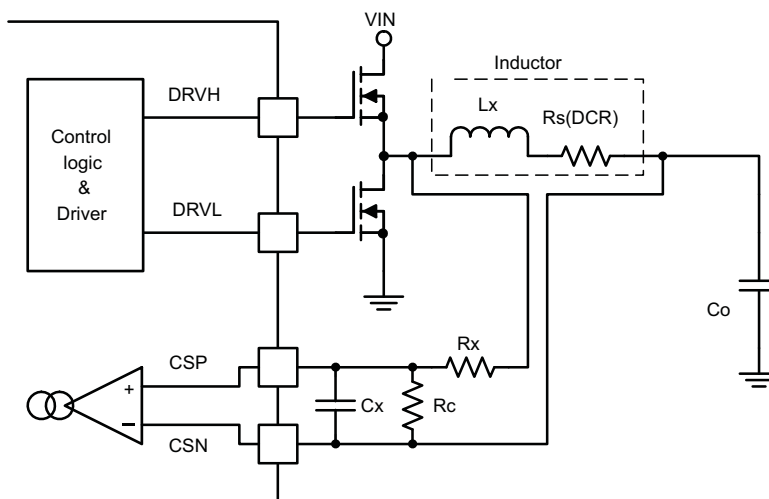 VIN
Inductor
DRVH
Lx
Rs(DCR)
Control
logic
&
Driver
DRVL
Co
Rx
CSP
+
Cx
Rc
−
CSN